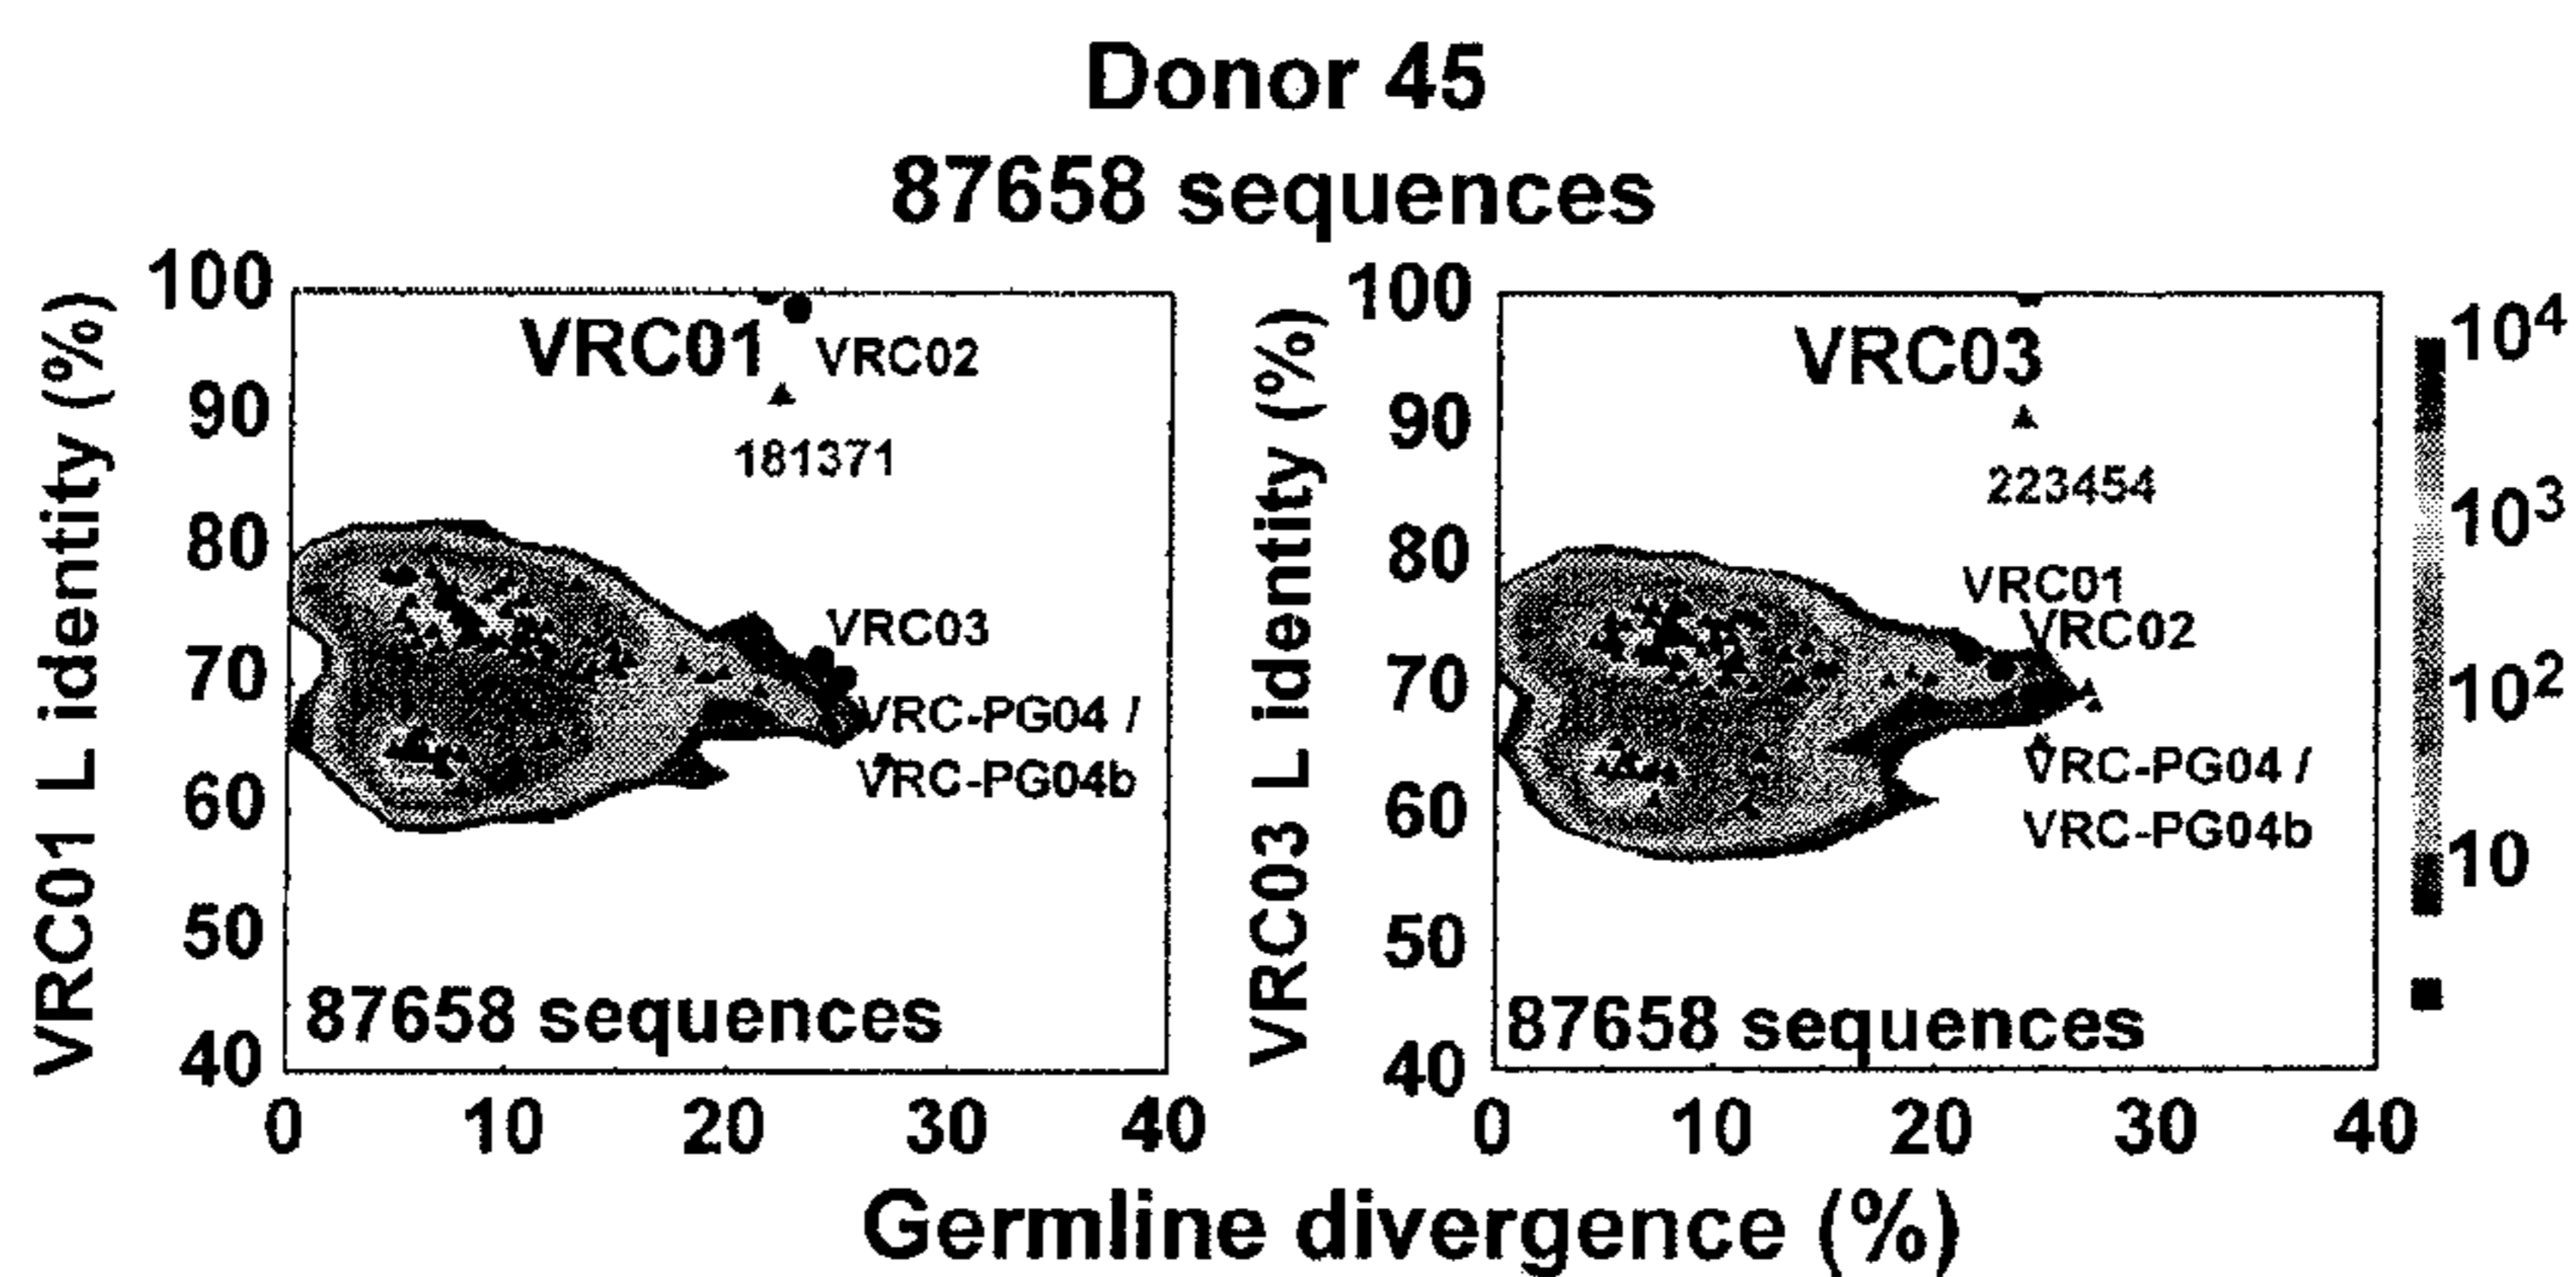 Donor 45
87658 sequences
VRC01 L identity (%)
100
90
80
70
60
50
40
VRC01
VRC02
181371
VRC03
VRC-PG04 /
VRC-PG04b
87658 sequences
0 10 20 30 40
VRC03 L identity (%)
100
90
80
70
60
50
40
VRC03
223454
VRC01
VRC02
VRC-PG04 /
VRC-PG04b
87658 sequences
0 10 20 30 40
10⁴
10³
10²
10
Germline divergence (%)